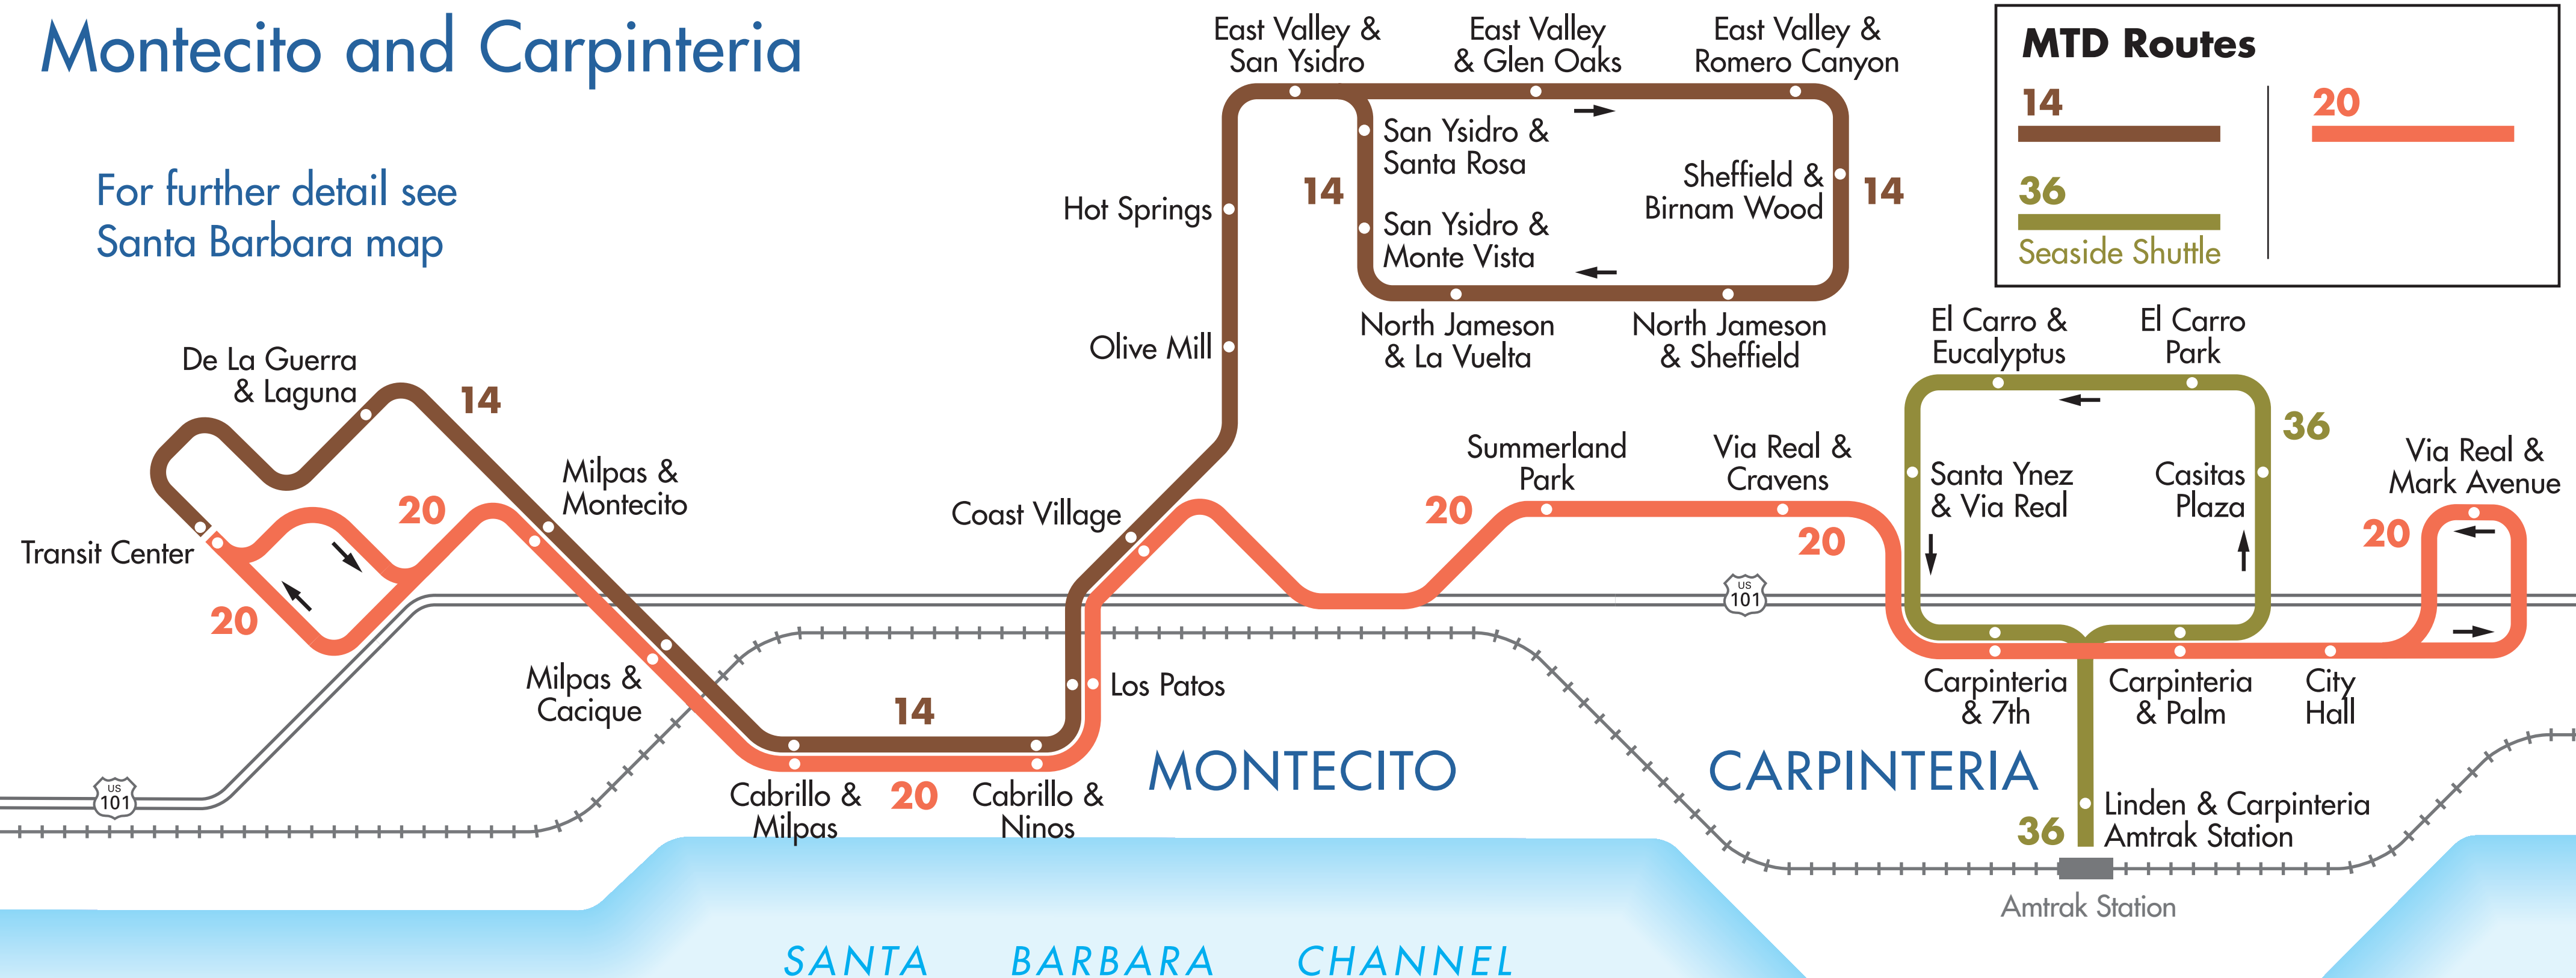 Montecito and Carpinteria
For further detail see
Santa Barbara map
MTD Routes
14
20
36
Seaside Shuttle
East Valley &
San Ysidro
East Valley
& Glen Oaks
East Valley &
Romero Canyon
San Ysidro &
Santa Rosa
14
Sheffield &
Birnam Wood
14
Hot Springs
San Ysidro &
Monte Vista
North Jameson
& La Vuelta
North Jameson
& Sheffield
Olive Mill
De La Guerra
& Laguna
14
Milpas &
Montecito
20
Transit Center
20
Coast Village
Summerland
Park
Via Real &
Cravens
20
20
El Carro &
Eucalyptus
El Carro
Park
36
Santa Ynez
& Via Real
Casitas
Plaza
Via Real &
Mark Avenue
20
US
101
Milpas &
Cacique
14
Los Patos
Carpinteria
& 7th
Carpinteria
& Palm
City
Hall
US
101
Cabrillo &
Milpas
20
Cabrillo &
Ninos
MONTECITO
CARPINTERIA
36
Linden & Carpinteria
Amtrak Station
Amtrak Station
SANTA BARBARA CHANNEL